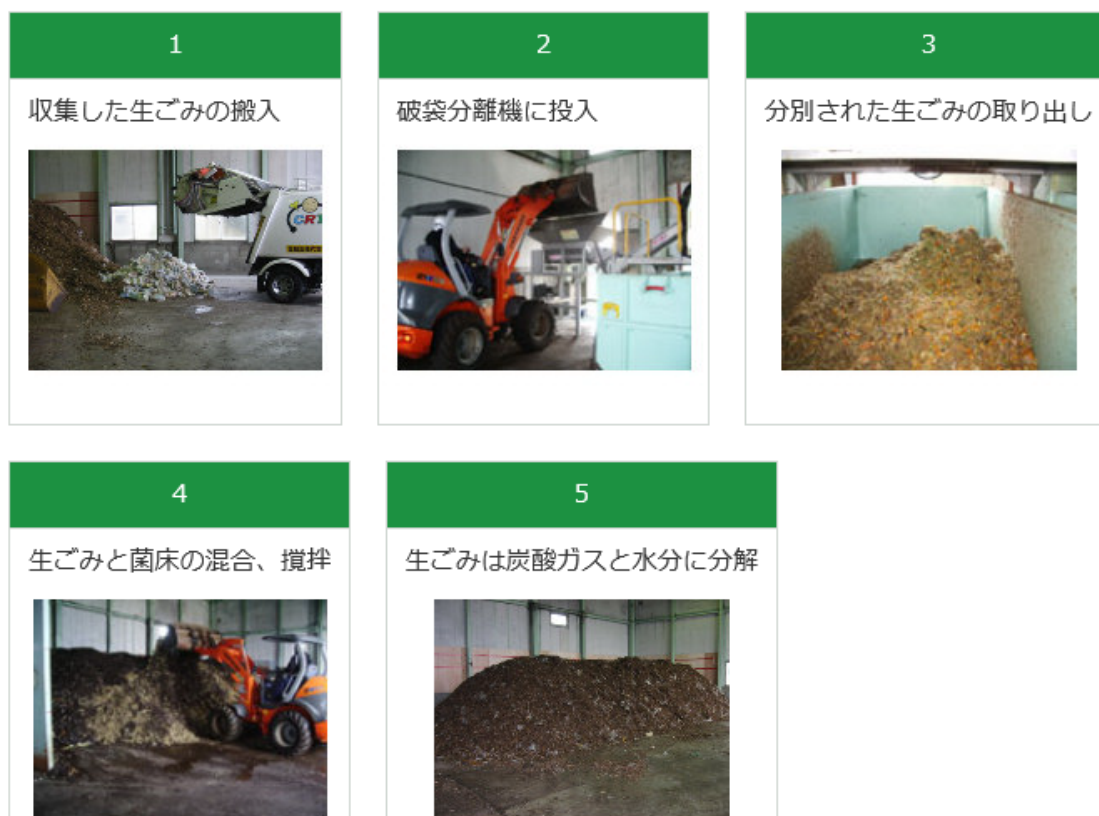 1
収集した生ごみの搬入
2
破袋分離機に投入
3
分別された生ごみの取り出し
4
生ごみと菌床の混合、撹拌
5
生ごみは炭酸ガスと水分に分解